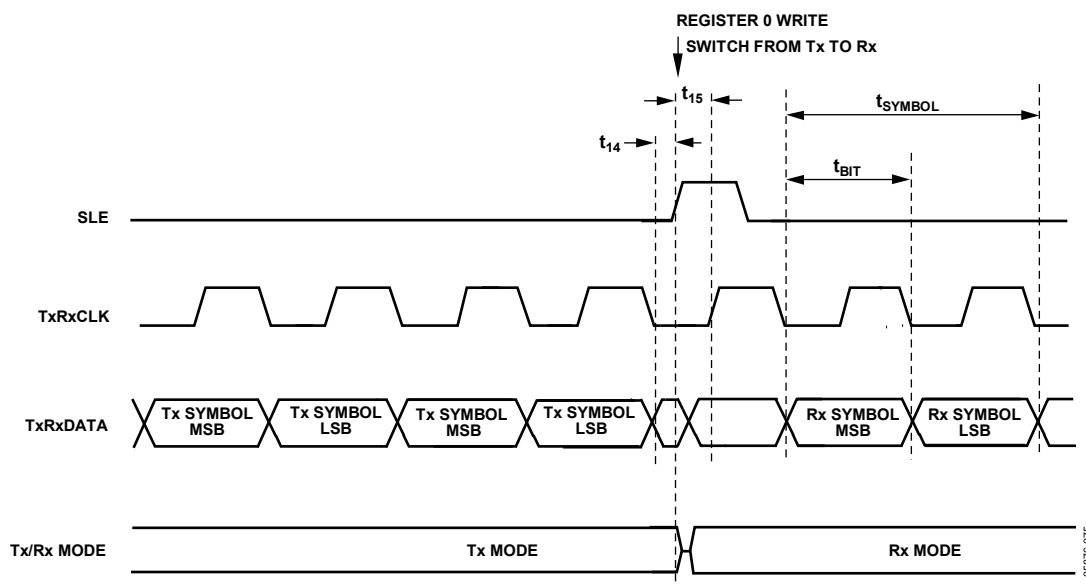 REGISTER 0 WRITE
SWITCH FROM Tx TO Rx
t15
tSYMBOL
t14
tBIT
SLE
TxRxCLK
TxRxDATA
Tx SYMBOL
MSB
Tx SYMBOL
LSB
Tx SYMBOL
MSB
Tx SYMBOL
LSB
Rx SYMBOL
MSB
Rx SYMBOL
LSB
Tx/Rx MODE
Tx MODE
Rx MODE